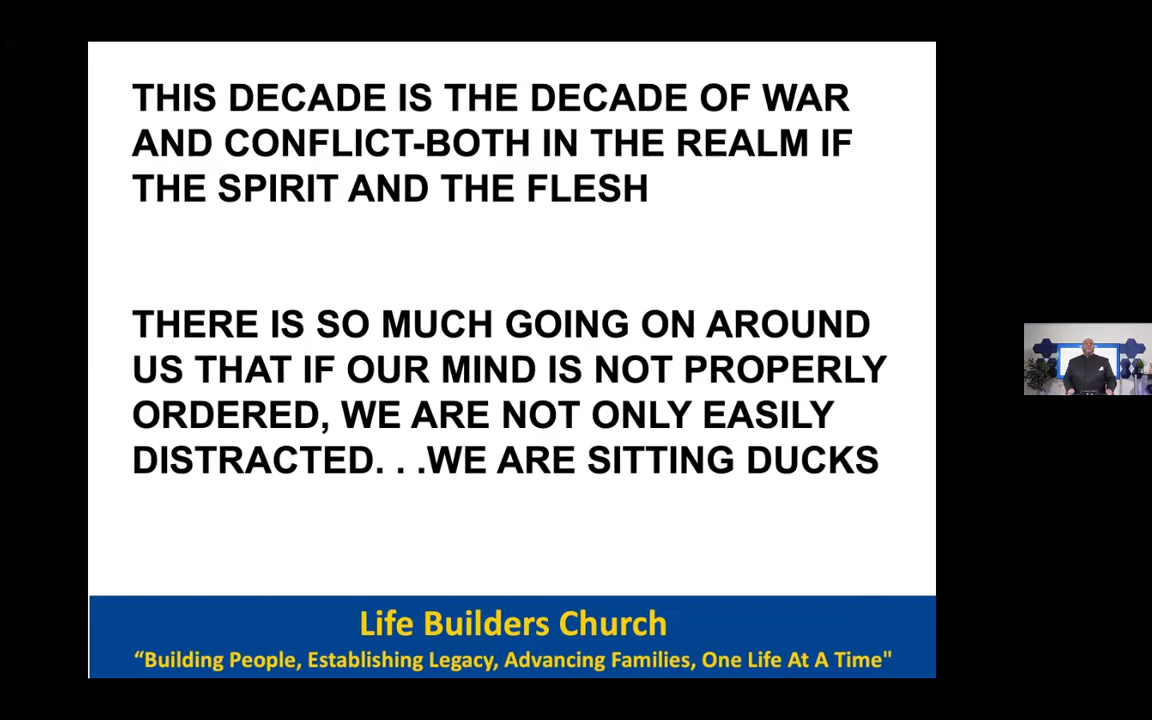 THIS DECADE IS THE DECADE OF WAR
AND CONFLICT-BOTH IN THE REALM IF
THE SPIRIT AND THE FLESH
THERE IS SO MUCH GOING ON AROUND
US THAT IF OUR MIND IS NOT PROPERLY
ORDERED, WE ARE NOT ONLY EASILY
DISTRACTED. . .WE ARE SITTING DUCKS
Life Builders Church
“Building People, Establishing Legacy, Advancing Families, One Life At A Time"